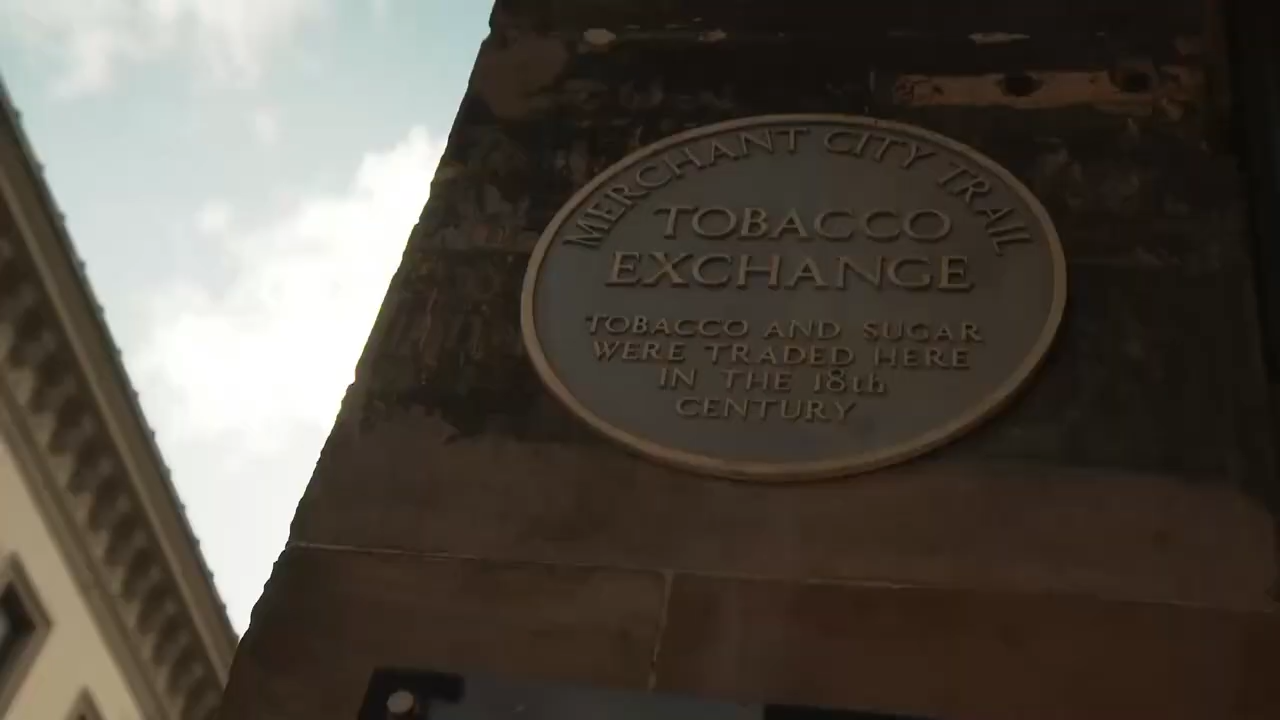 MERCHANT CITY TRAIL
TOBACCO
EXCHANGE
TOBACCO AND SUGAR
WERE TRADED HERE
IN THE 18th
CENTURY